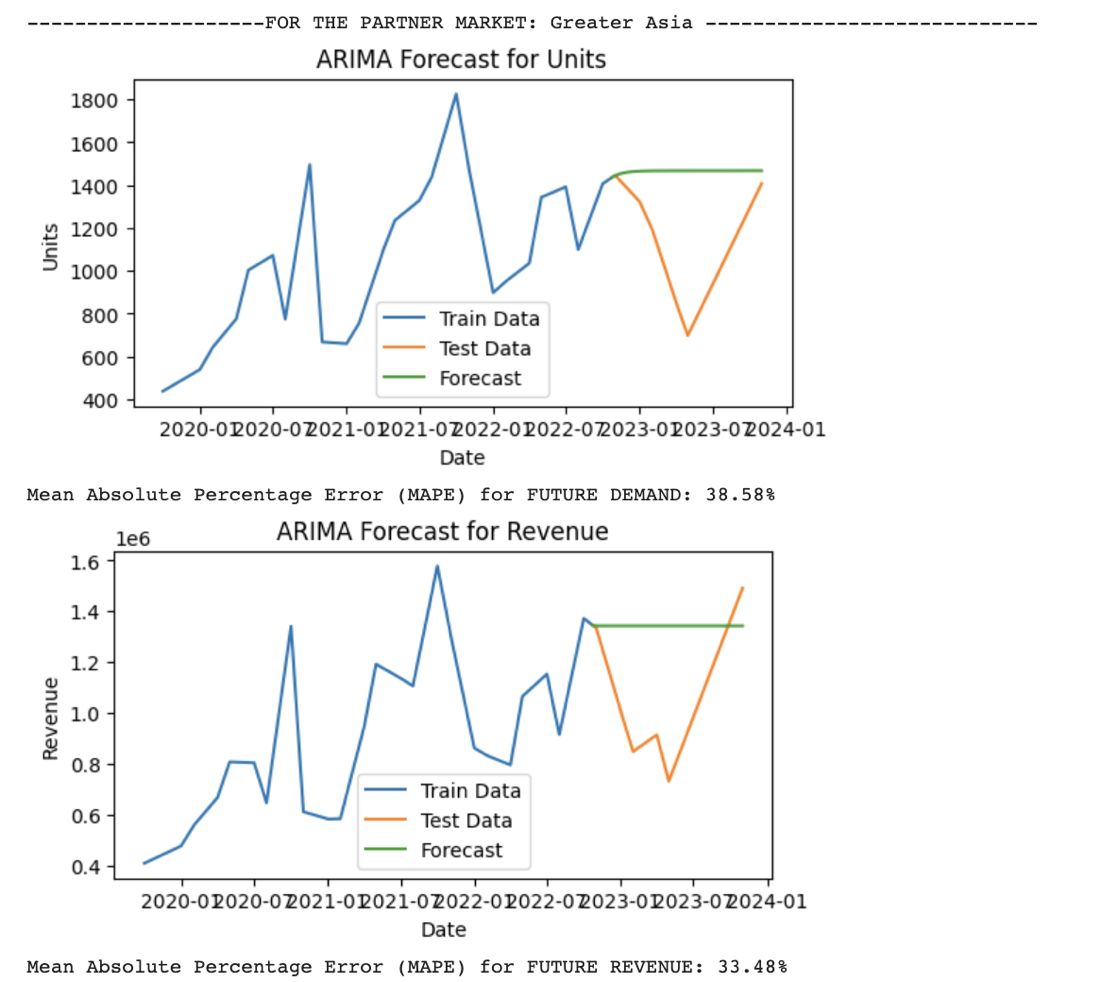 --------------------FOR THE PARTNER MARKET: Greater Asia ----------------------------
ARIMA Forecast for Units
1800
1600
1400
1200
1000
800
600
400
Units
Train Data
Test Data
Forecast
2020-01 2020-07 2021-01 2021-07 2022-01 2022-07 2023-01 2023-07 2024-01
Date
Mean Absolute Percentage Error (MAPE) for FUTURE DEMAND: 38.58%
ARIMA Forecast for Revenue
1e6
1.6
1.4
1.2
1.0
0.8
0.6
0.4
Revenue
Train Data
Test Data
Forecast
2020-01 2020-07 2021-01 2021-07 2022-01 2022-07 2023-01 2023-07 2024-01
Date
Mean Absolute Percentage Error (MAPE) for FUTURE REVENUE: 33.48%